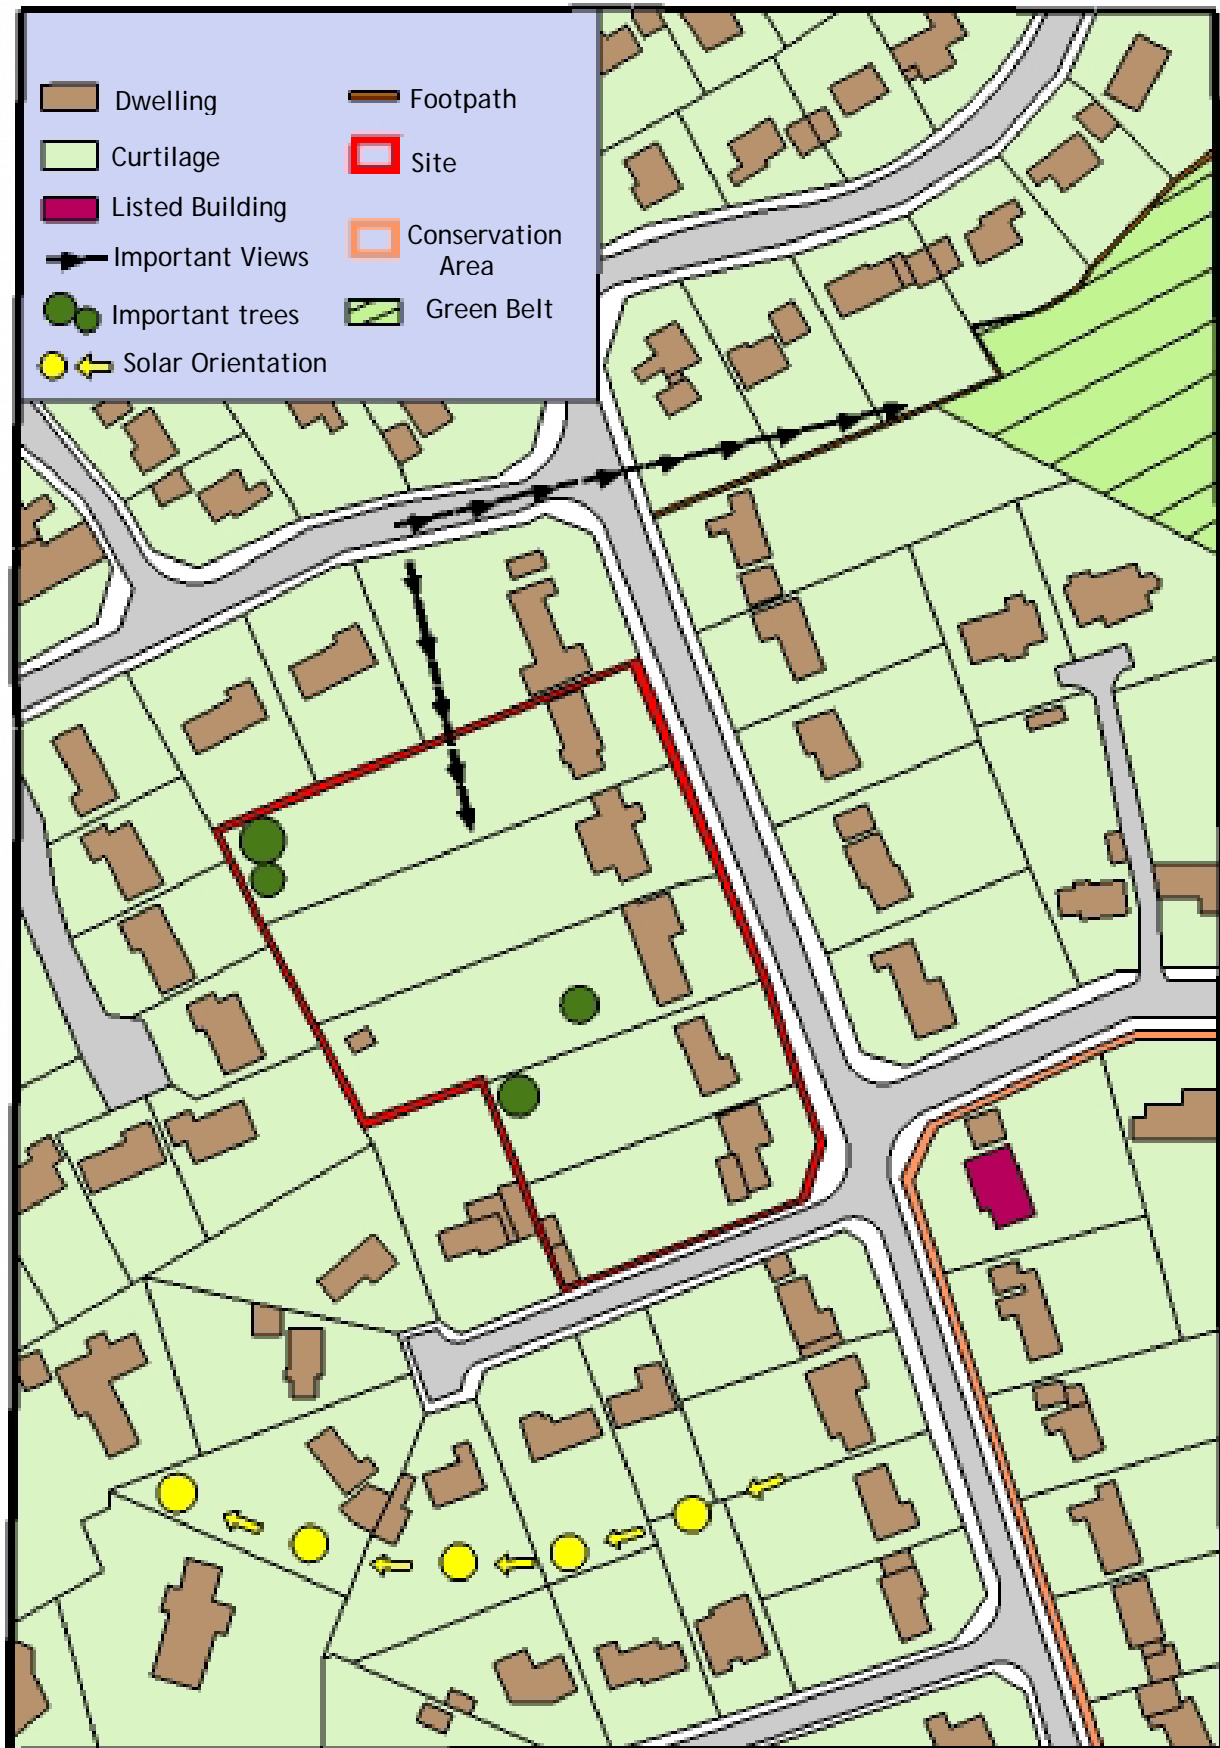 Dwelling
Curtilage
Listed Building
Important Views
Important trees
Solar Orientation
Footpath
Site
Conservation
Area
Green Belt